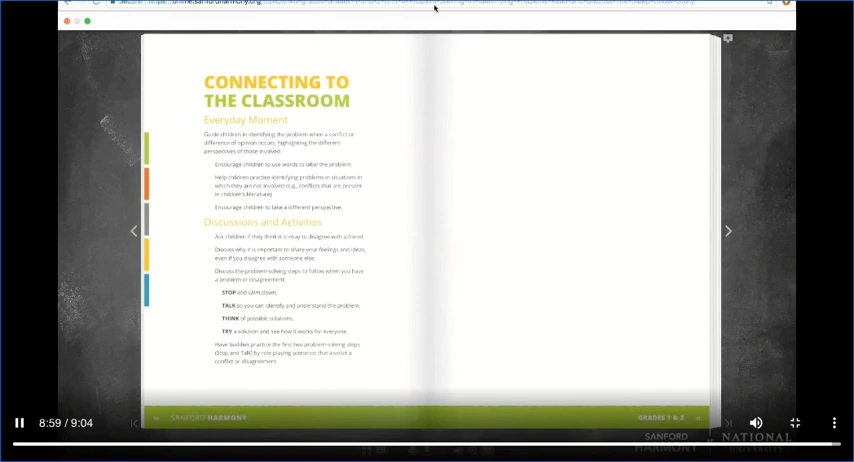 Secure
https://online.sanfordharmony.org
CONNECTING TO
THE CLASSROOM
Everyday Moment
Guide children in identifying the problem when a conflict or
difference of opinion occurs, highlighting the different
perspectives of those involved.
Encourage children to use words to label the problem.
Help children practice identifying problems in situations in
which they are not involved (e.g., conflicts that are present
in children's literature)
Encourage children to take a different perspective.
Discussions and Activities
Ask children if they think it is okay to disagree with a friend.
Discuss why it is important to share your feelings and ideas,
even if you disagree with someone else.
Discuss the problem-solving steps to follow when you have
a problem or disagreement.
STOP and calm down.
TALK so you can identify and understand the problem.
THINK of possible solutions.
TRY a solution and see how it works for everyone.
Have buddies practice the first two problem-solving steps
(Stop and Talk) by role playing scenarios that involve a
conflict or disagreement.
SANFORD HARMONY
GRADES 1 & 2
8:59 / 9:04
SANFORD
HARMONY
NATIONAL
UNIVERSITY